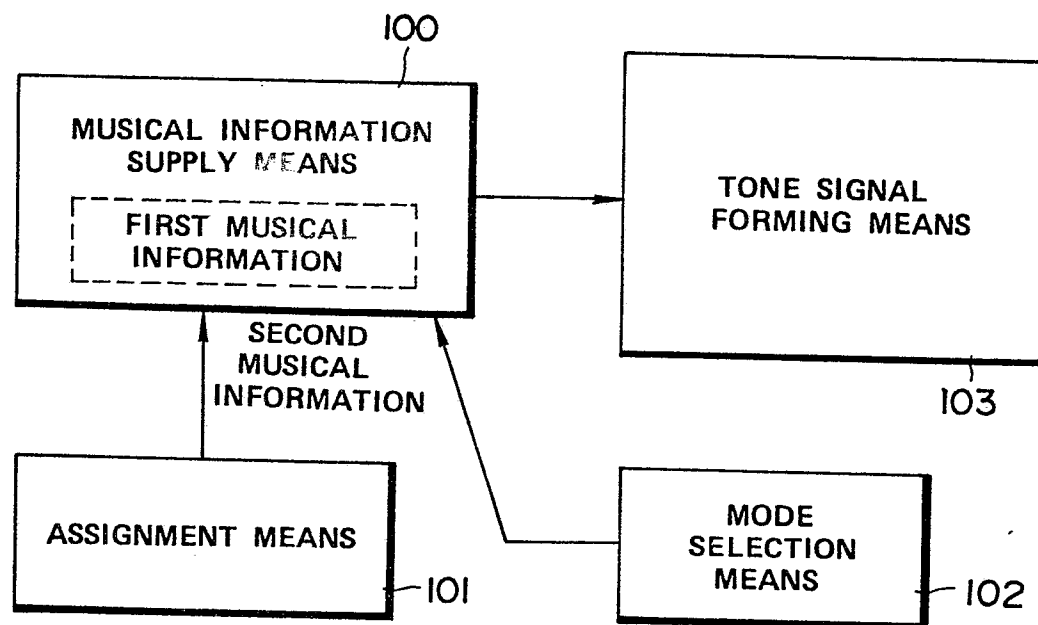 100
MUSICAL INFORMATION
SUPPLY MEANS
FIRST MUSICAL
INFORMATION
TONE SIGNAL
FORMING MEANS
103
SECOND
MUSICAL
INFORMATION
ASSIGNMENT MEANS
101
MODE
SELECTION
MEANS
102